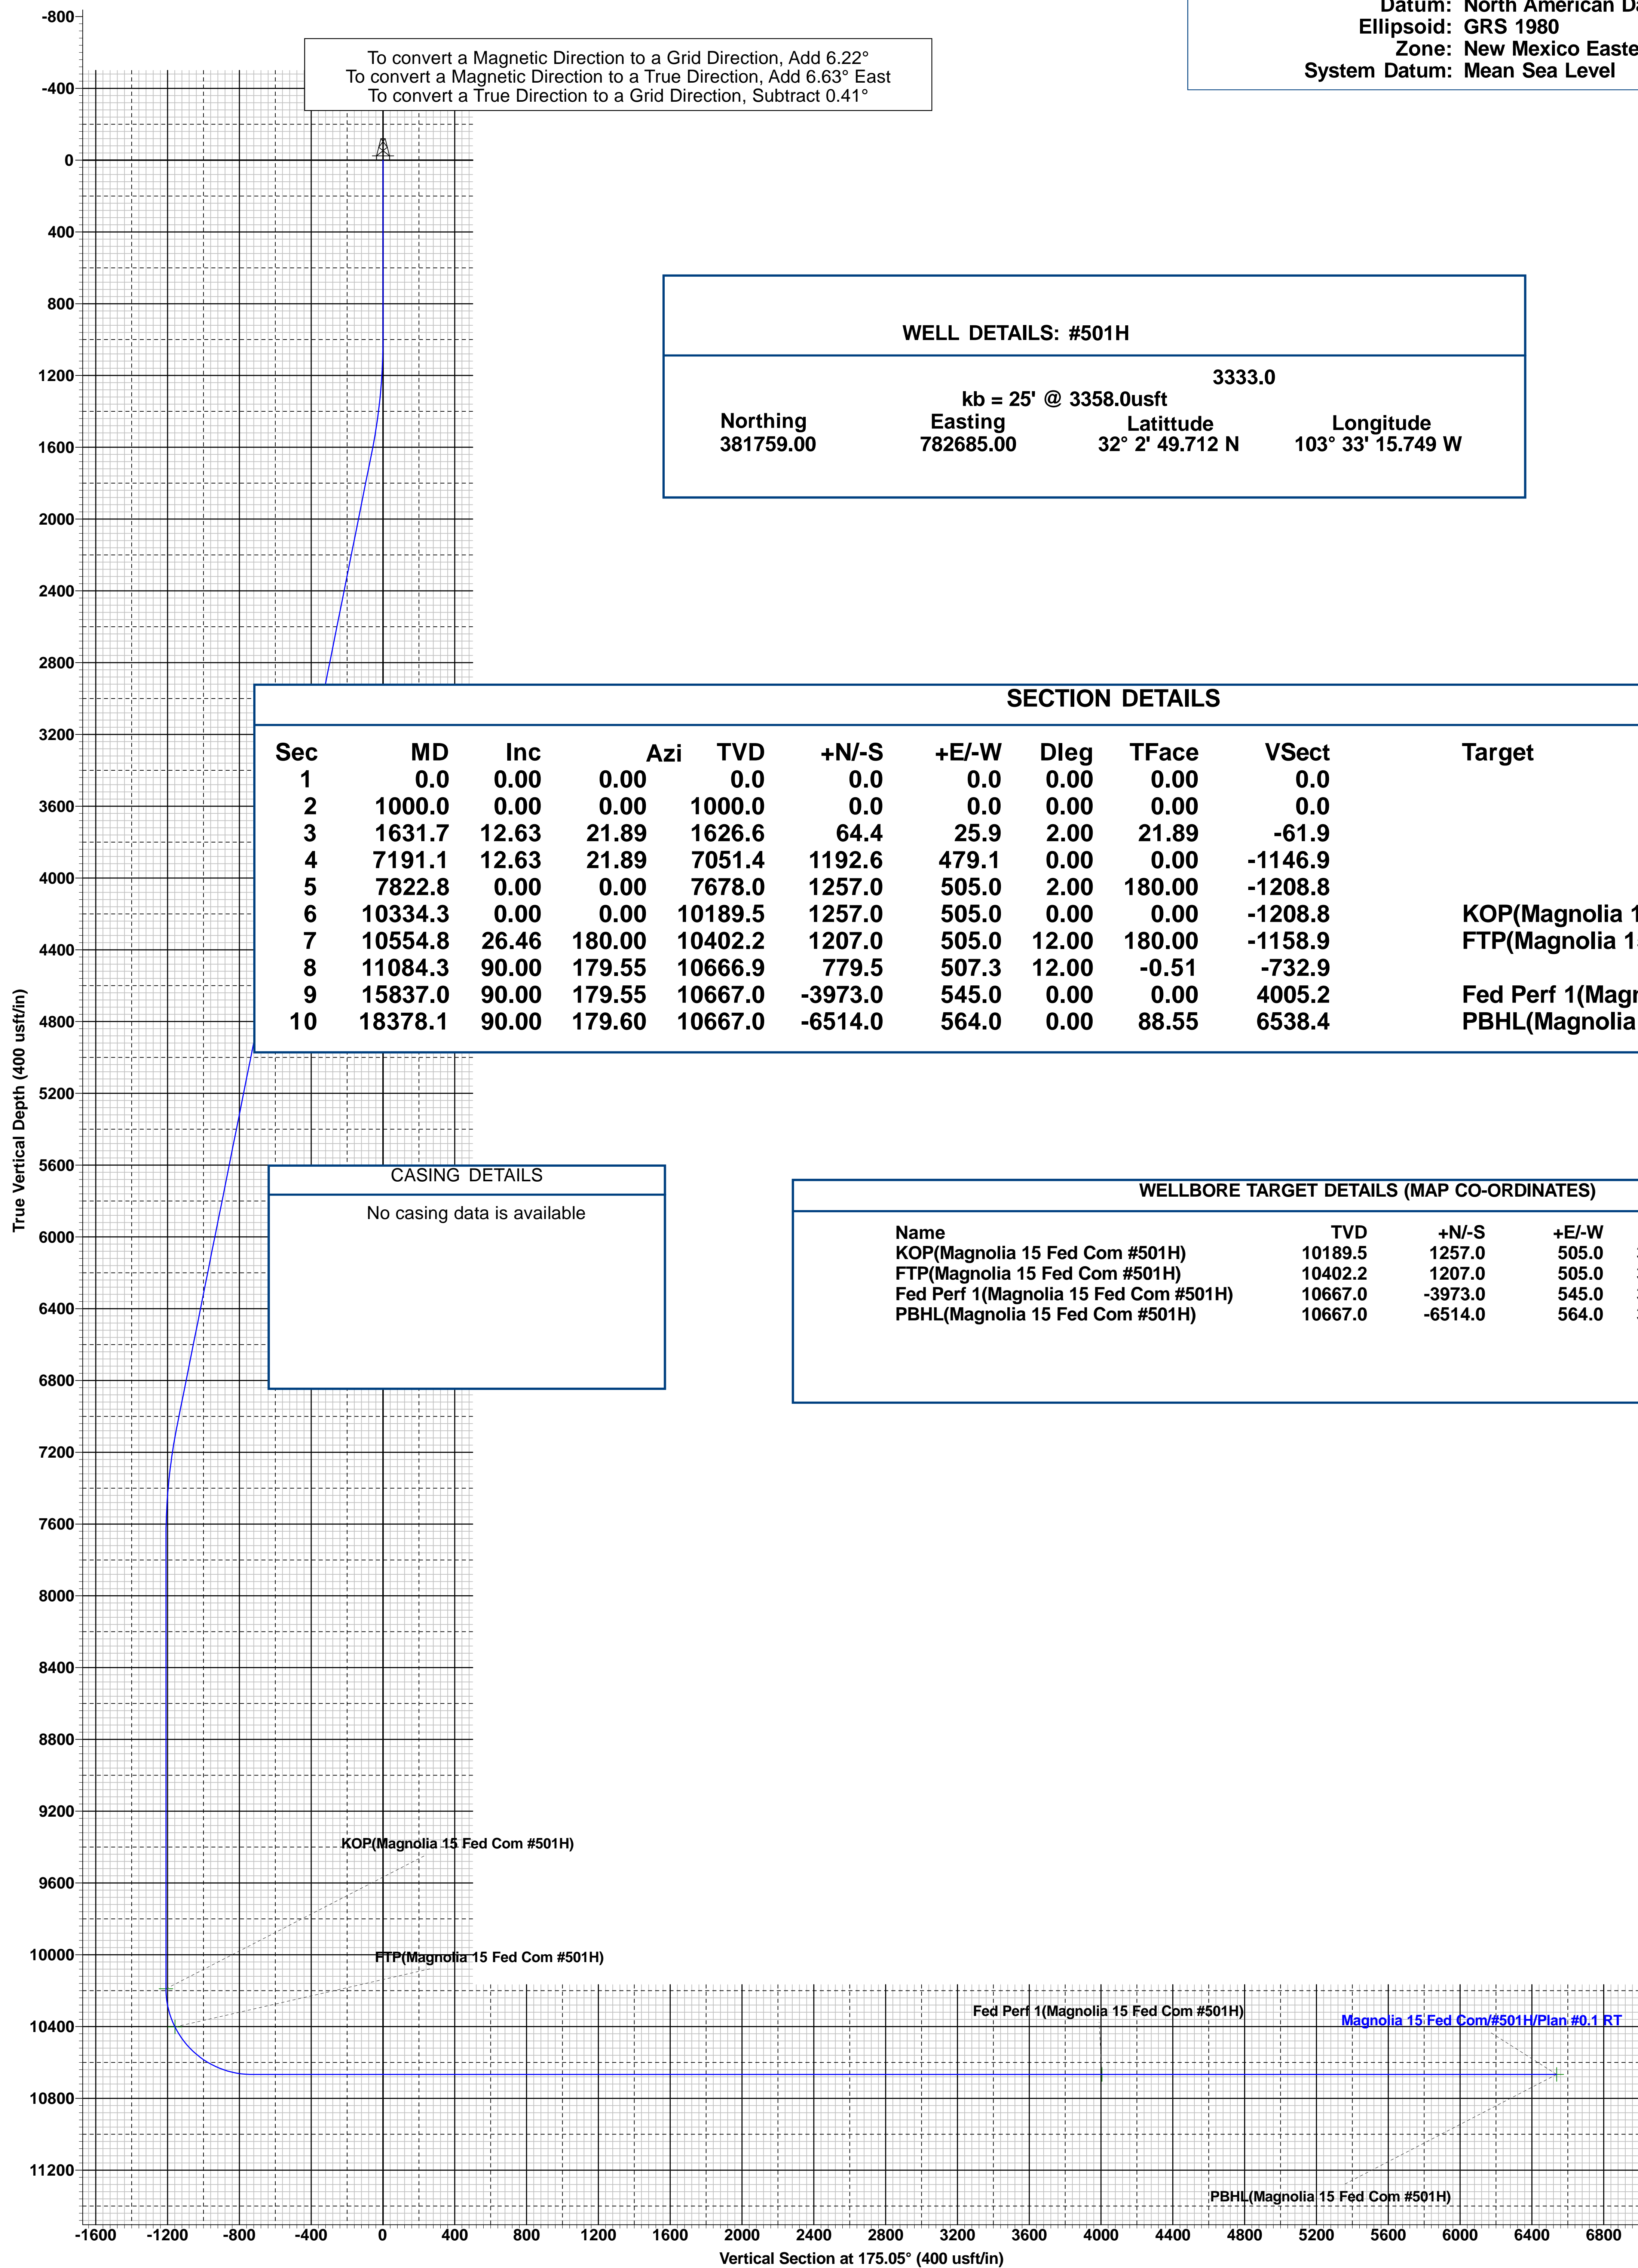 Datum: North American Da
Ellipsoid: GRS 1980
Zone: New Mexico Easte
System Datum: Mean Sea Level
To convert a Magnetic Direction to a Grid Direction, Add 6.22°
To convert a Magnetic Direction to a True Direction, Add 6.63° East
To convert a True Direction to a Grid Direction, Subtract 0.41°
WELL DETAILS: #501H
3333.0
kb = 25' @ 3358.0usft
Northing Easting Latittude Longitude
381759.00 782685.00 32° 2' 49.712 N 103° 33' 15.749 W
SECTION DETAILS
Sec MD Inc Azi TVD +N/-S +E/-W Dleg TFace VSect Target
1 0.0 0.00 0.00 0.0 0.0 0.0 0.00 0.00 0.0
2 1000.0 0.00 0.00 1000.0 0.0 0.0 0.00 0.00 0.0
3 1631.7 12.63 21.89 1626.6 64.4 25.9 2.00 21.89 -61.9
4 7191.1 12.63 21.89 7051.4 1192.6 479.1 0.00 0.00 -1146.9
5 7822.8 0.00 0.00 7678.0 1257.0 505.0 2.00 180.00 -1208.8
6 10334.3 0.00 0.00 10189.5 1257.0 505.0 0.00 0.00 -1208.8 KOP(Magnolia 1
7 10554.8 26.46 180.00 10402.2 1207.0 505.0 12.00 180.00 -1158.9 FTP(Magnolia 1
8 11084.3 90.00 179.55 10666.9 779.5 507.3 12.00 -0.51 -732.9
9 15837.0 90.00 179.55 10667.0 -3973.0 545.0 0.00 0.00 4005.2 Fed Perf 1(Magn
10 18378.1 90.00 179.60 10667.0 -6514.0 564.0 0.00 88.55 6538.4 PBHL(Magnolia
CASING DETAILS
No casing data is available
WELLBORE TARGET DETAILS (MAP CO-ORDINATES)
Name TVD +N/-S +E/-W
KOP(Magnolia 15 Fed Com #501H) 10189.5 1257.0 505.0
FTP(Magnolia 15 Fed Com #501H) 10402.2 1207.0 505.0
Fed Perf 1(Magnolia 15 Fed Com #501H) 10667.0 -3973.0 545.0
PBHL(Magnolia 15 Fed Com #501H) 10667.0 -6514.0 564.0
True Vertical Depth (400 usft/in)
-800
-400
0
400
800
1200
1600
2000
2400
2800
3200
3600
4000
4400
4800
5200
5600
6000
6400
6800
7200
7600
8000
8400
8800
9200
9600
10000
10400
10800
11200
KOP(Magnolia 15 Fed Com #501H)
FTP(Magnolia 15 Fed Com #501H)
Fed Perf 1(Magnolia 15 Fed Com #501H)
Magnolia 15 Fed Com/#501H/Plan #0.1 RT
PBHL(Magnolia 15 Fed Com #501H)
-1600 -1200 -800 -400 0 400 800 1200 1600 2000 2400 2800 3200 3600 4000 4400 4800 5200 5600 6000 6400 6800
Vertical Section at 175.05° (400 usft/in)